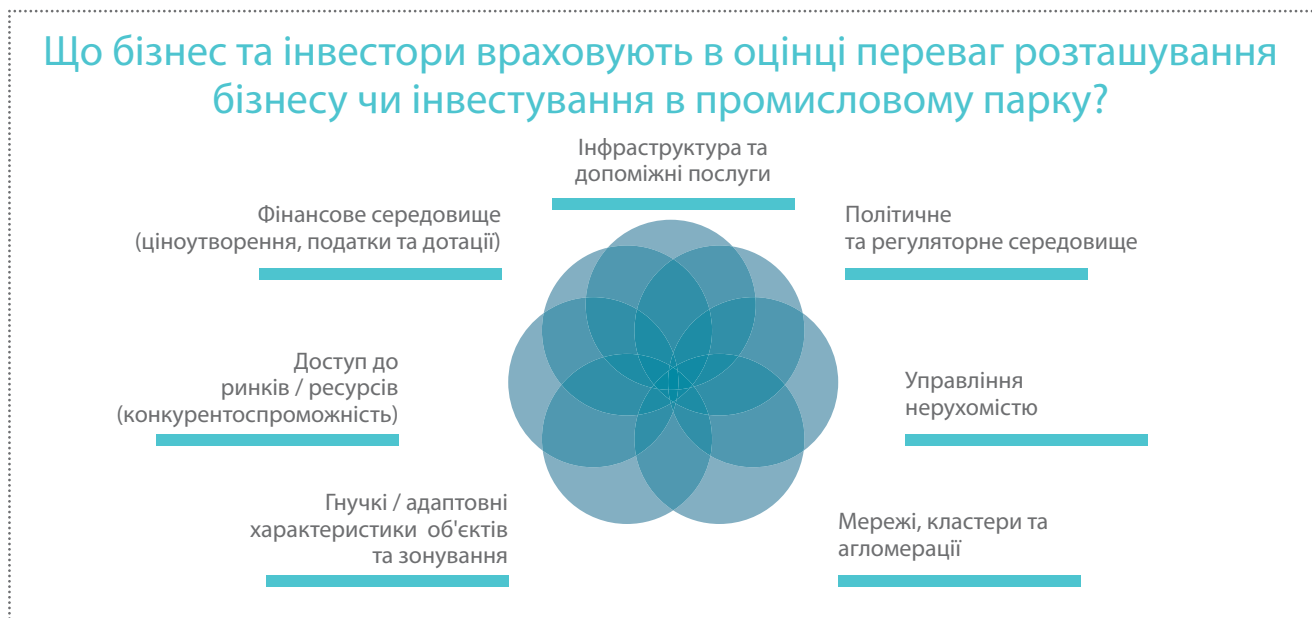 Що бізнес та інвестори враховують в оцінці переваг розташування
бізнесу чи інвестування в промисловому парку?
Інфраструктура та
допоміжні послуги
Фінансове середовище
(ціноутворення, податки та дотації)
Політичне
та регуляторне середовище
Доступ до
ринків / ресурсів
(конкурентоспроможність)
Управління
нерухомістю
Гнучкі / адаптовні
характеристики об'єктів
та зонування
Мережі, кластери та
агломерації